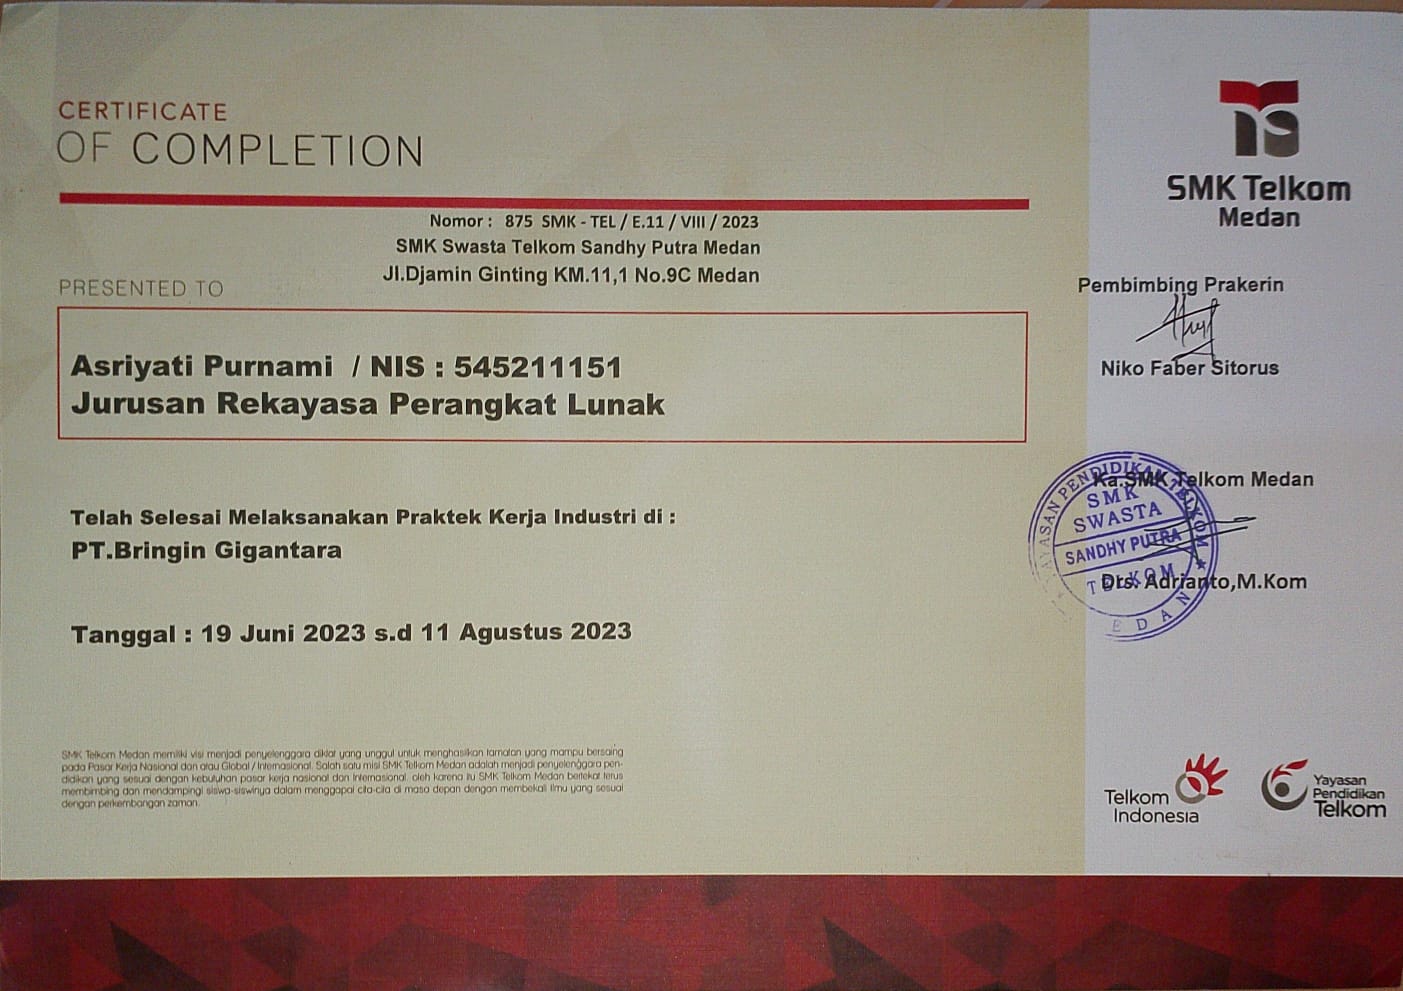 CERTIFICATE
OF COMPLETION
Nomor : 875 SMK - TEL / E.11 / VIII / 2023
SMK Swasta Telkom Sandhy Putra Medan
Jl.Djamin Ginting KM.11,1 No.9C Medan
PRESENTED TO
Asriyati Purnami / NIS : 545211151
Jurusan Rekayasa Perangkat Lunak
Telah Selesai Melaksanakan Praktek Kerja Industri di :
PT.Bringin Gigantara
Tanggal : 19 Juni 2023 s.d 11 Agustus 2023
SMK Telkom Medan memiliki visi menjadi penyelenggara diklat yang unggul untuk menghasilkan tamatan yang mampu bersaing
pada Pasar Kerja Nasional dan atau Global / Internasional. Salah satu misi SMK Telkom Medan adalah menjadi penyelenggara pen-
didikan yang sesuai dengan kebutuhan pasar kerja nasional dan Internasional. oleh karena itu SMK Telkom Medan bertekat terus
membimbing dan mendampingi siswa-siswinya dalam menggapai cita-cita di masa depan dengan membekali Ilmu yang sesuai
dengan perkembangan zaman.
SMK Telkom
Medan
Pembimbing Prakerin
Niko Faber Sitorus
Ka.SMK Telkom Medan
YAYASAN PENDIDIKAN TELKOM
SMK
SWASTA
SANDHY PUTRA
TELKOM
MEDAN
Drs. Adrianto,M.Kom
Telkom
Indonesia
Yayasan
Pendidikan
Telkom